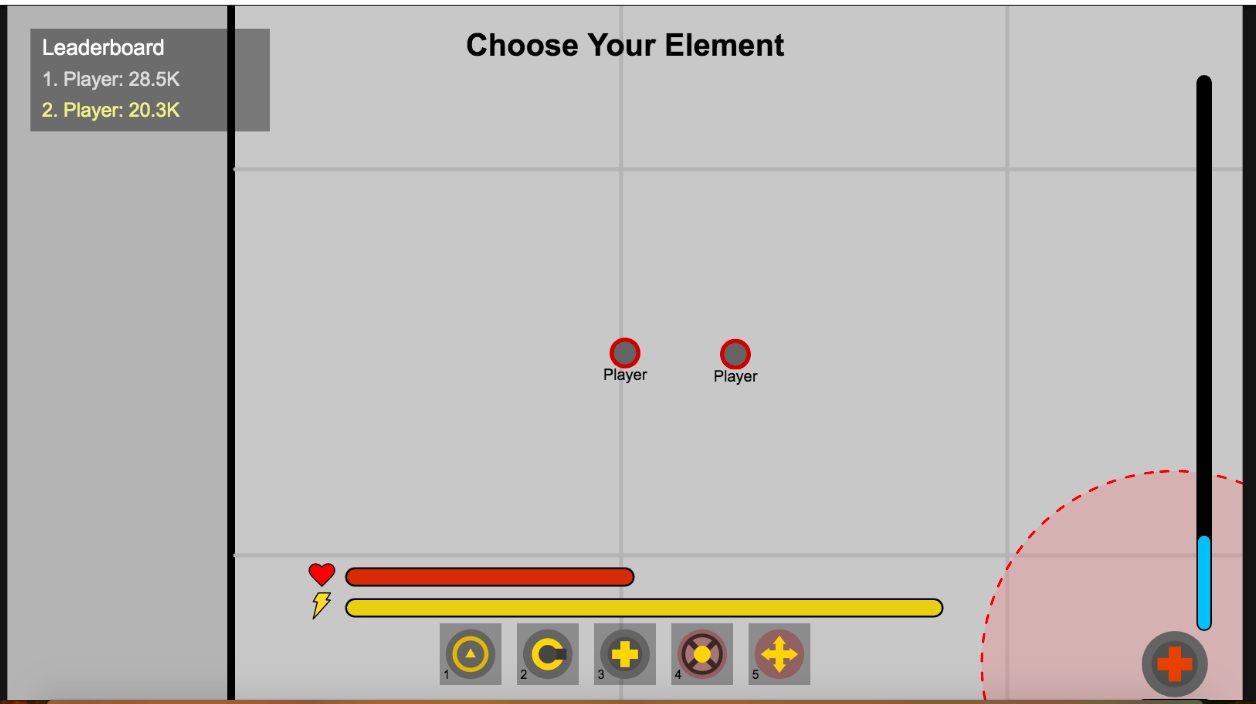 Leaderboard
1. Player: 28.5K
2. Player: 20.3K
Choose Your Element
Player
Player
1
2
3
4
5